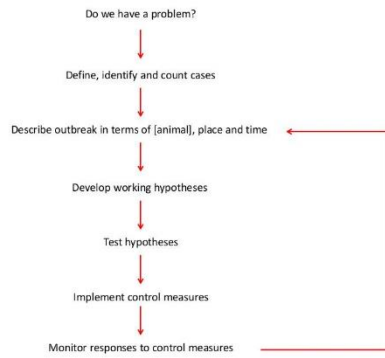 Do we have a problem?
Define, identify and count cases
Describe outbreak in terms of [animal], place and time
Develop working hypotheses
Test hypotheses
Implement control measures
Monitor responses to control measures